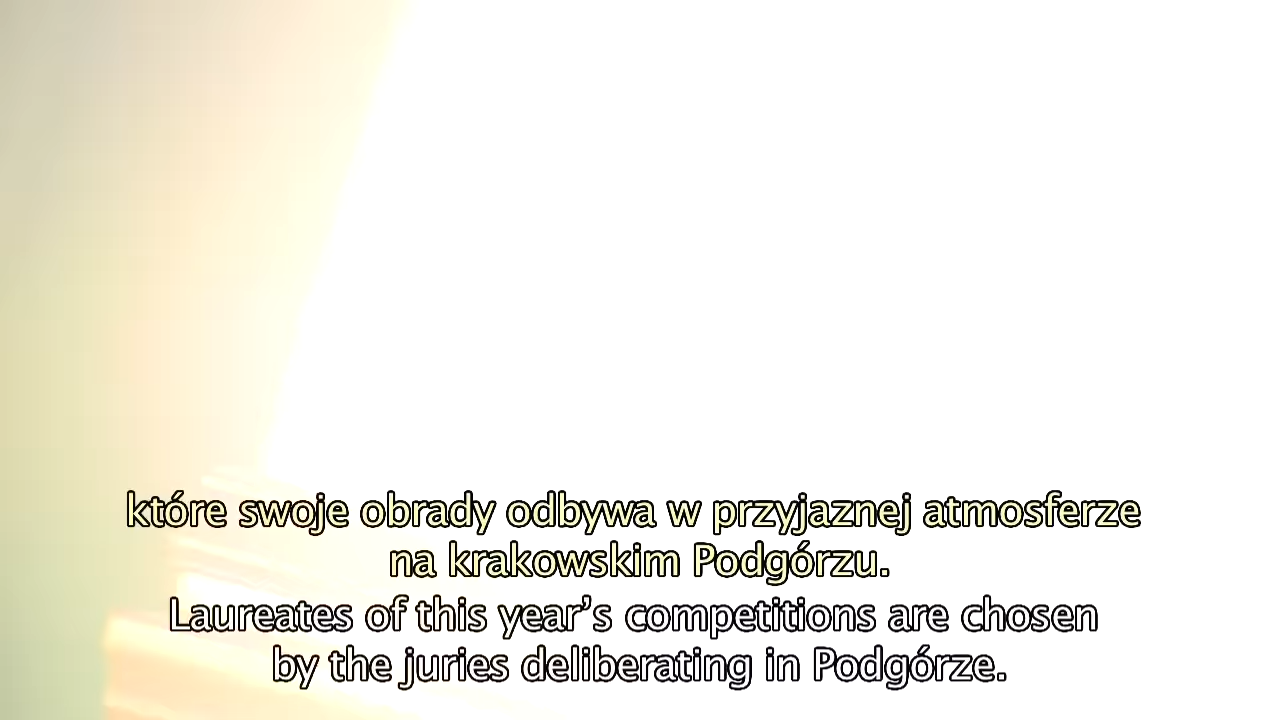 które swoje obrady odbywa w przyjaznej atmosferze
na krakowskim Podgórzu.
Laureates of this year’s competitions are chosen
by the juries deliberating in Podgórze.